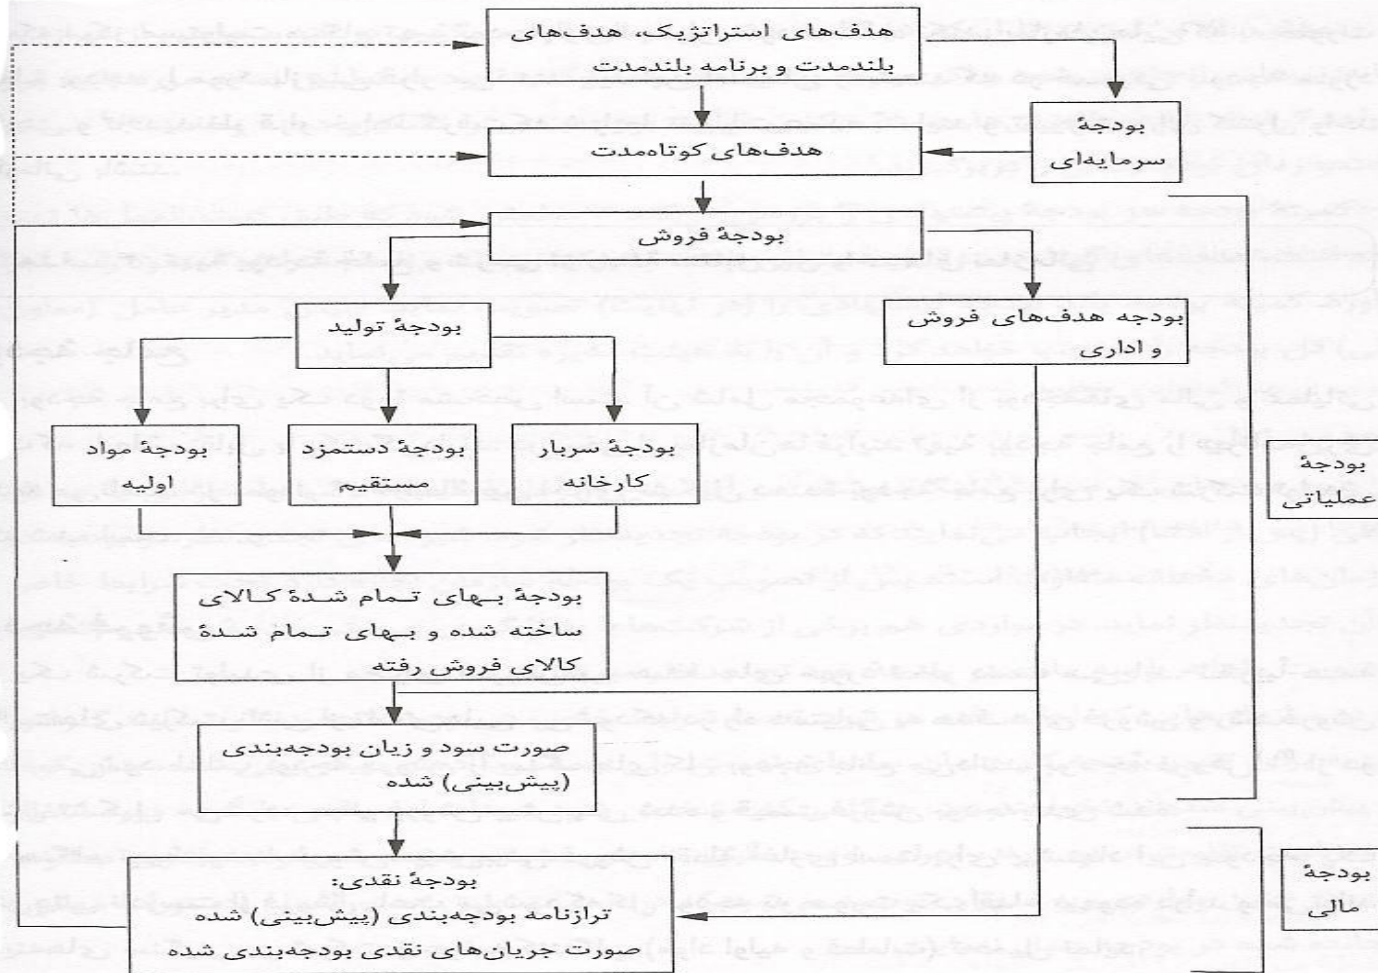 هدف‌های استراتژیک، هدف‌های
بلندمدت و برنامه بلندمدت
بودجهٔ
سرمایه‌ای
هدف‌های کوتاه‌مدت
بودجهٔ فروش
بودجهٔ تولید
بودجه هدف‌های فروش
و اداری
بودجهٔ مواد
اولیه
بودجهٔ دستمزد
مستقیم
بودجهٔ سربار
کارخانه
بودجهٔ
عملیاتی
بودجهٔ بهای تمام شدهٔ کالای
ساخته شده و بهای تمام شدهٔ
کالای فروش رفته
صورت سود و زیان بودجه‌بندی
(پیش‌بینی) شده
بودجهٔ نقدی:
ترازنامه بودجه‌بندی (پیش‌بینی) شده
صورت جریان‌های نقدی بودجه‌بندی شده
بودجهٔ
مالی